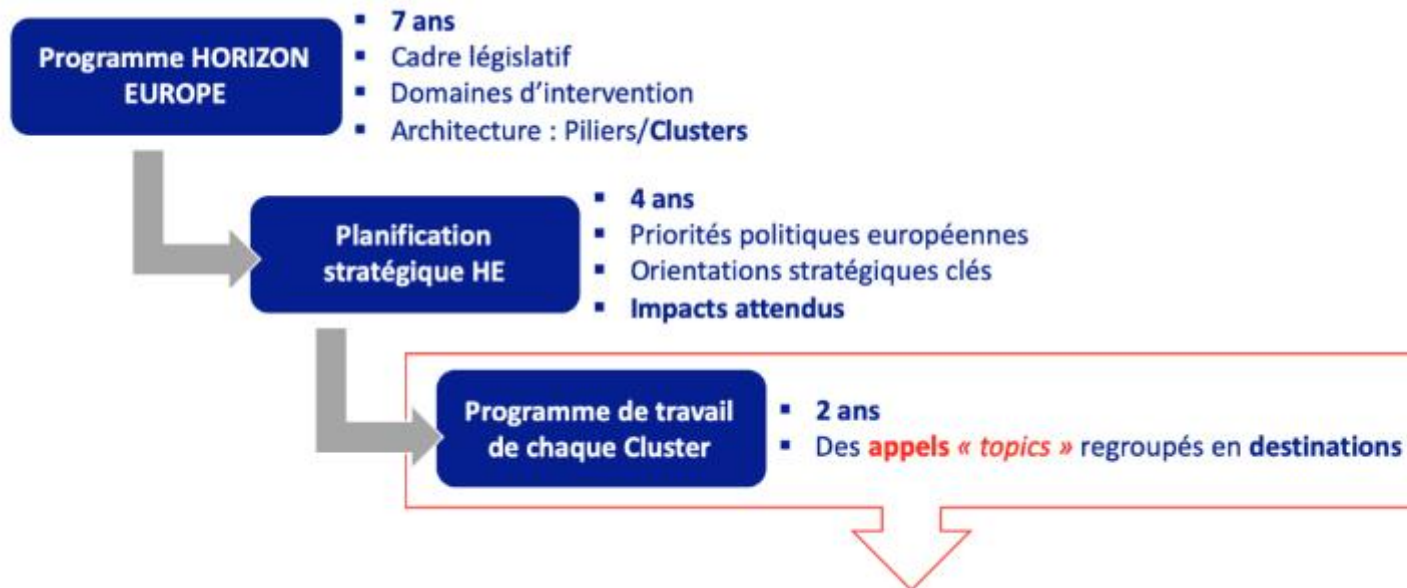 Programme HORIZON
EUROPE
▪ 7 ans
▪ Cadre législatif
▪ Domaines d'intervention
▪ Architecture : Piliers/Clusters
Planification
stratégique HE
▪ 4 ans
▪ Priorités politiques européennes
▪ Orientations stratégiques clés
▪ Impacts attendus
Programme de travail
de chaque Cluster
▪ 2 ans
▪ Des appels « topics » regroupés en destinations